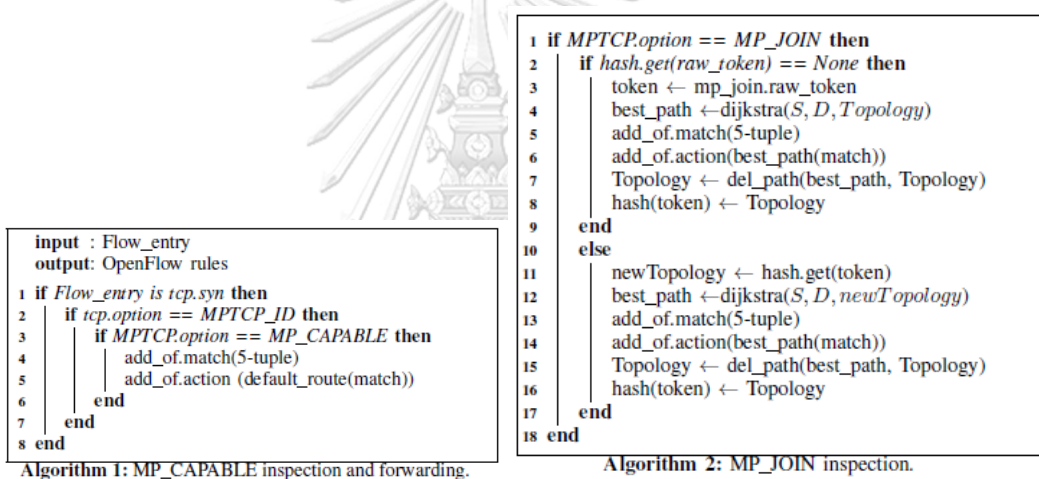 input : Flow_entry
output: OpenFlow rules
1 if Flow_entry is tcp.syn then
2 if tcp.option == MPTCP_ID then
3 if MPTCP.option == MP_CAPABLE then
4 add_of.match(5-tuple)
5 add_of.action (default_route(match))
6 end
7 end
8 end
Algorithm 1: MP_CAPABLE inspection and forwarding.
1 if MPTCP.option == MP_JOIN then
2 if hash.get(raw_token) == None then
3 token ← mp_join.raw_token
4 best_path ←dijkstra(S, D, Topology)
5 add_of.match(5-tuple)
6 add_of.action(best_path(match))
7 Topology ← del_path(best_path, Topology)
8 hash(token) ← Topology
9 end
10 else
11 newTopology ← hash.get(token)
12 best_path ←dijkstra(S, D, newTopology)
13 add_of.match(5-tuple)
14 add_of.action(best_path(match))
15 Topology ← del_path(best_path, Topology)
16 hash(token) ← Topology
17 end
18 end
Algorithm 2: MP_JOIN inspection.